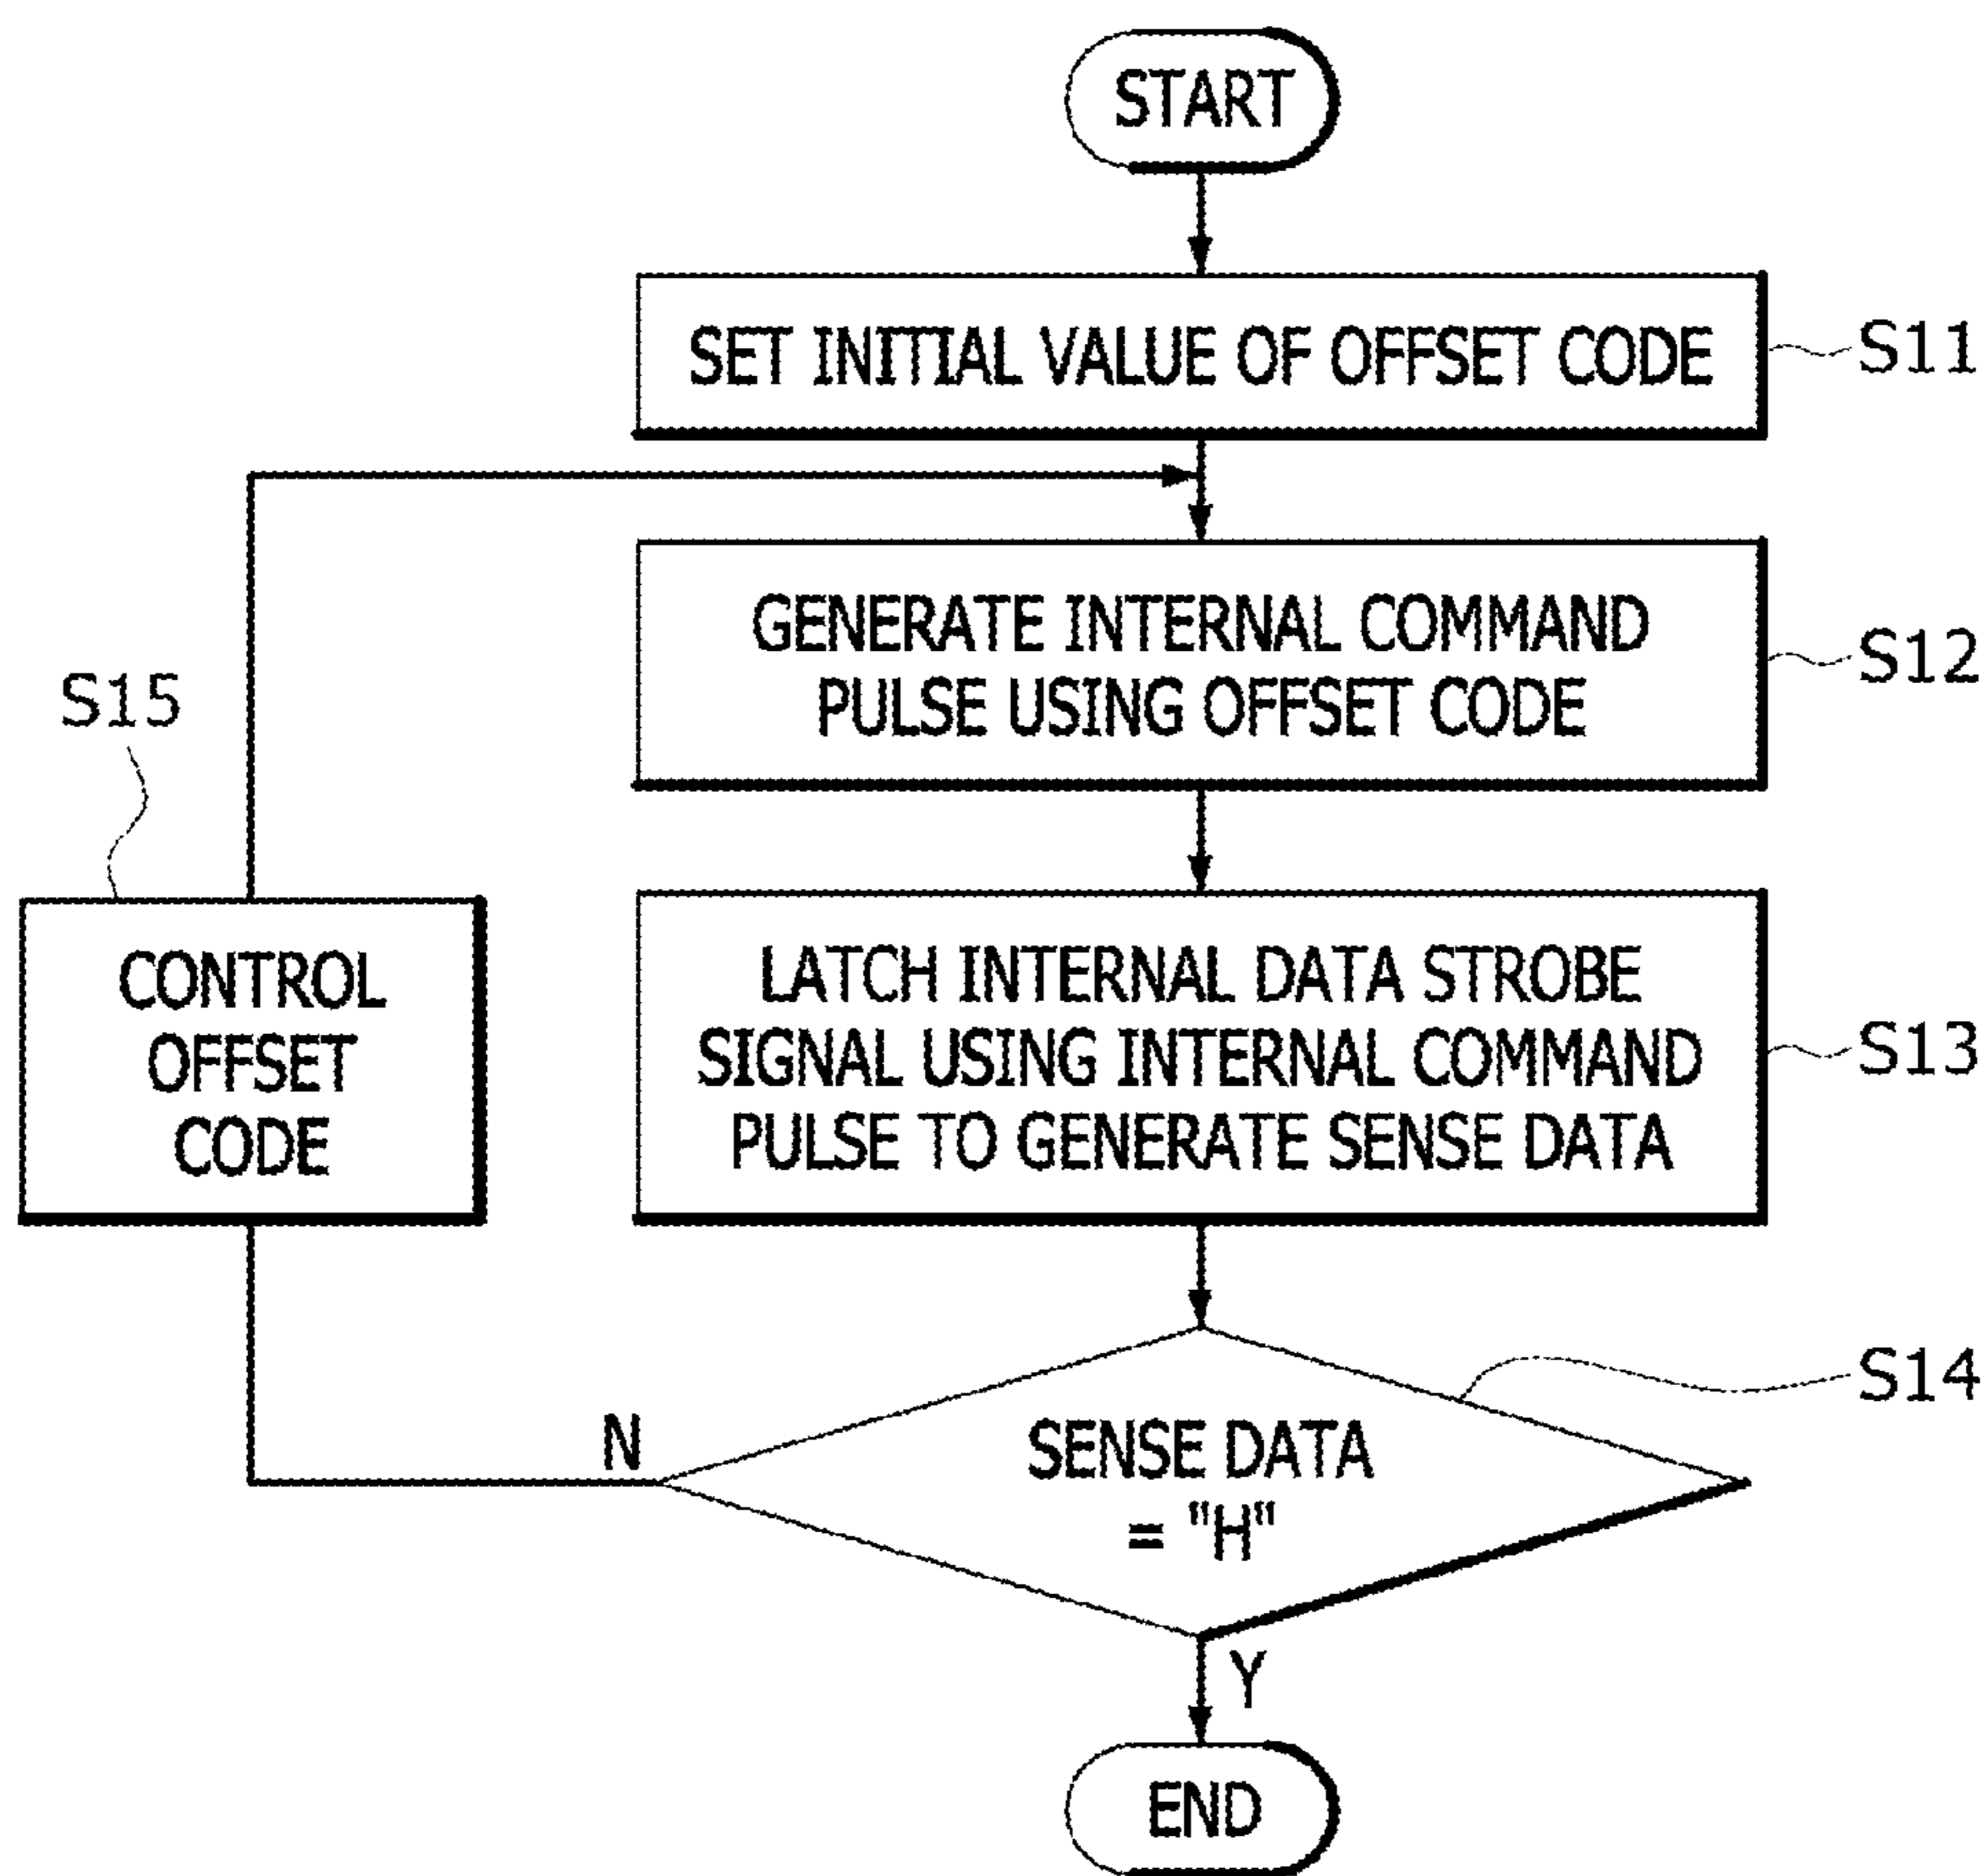 START
SET INITIAL VALUE OF OFFSET CODE
S11
GENERATE INTERNAL COMMAND
PULSE USING OFFSET CODE
S12
S15
CONTROL
OFFSET
CODE
LATCH INTERNAL DATA STROBE
SIGNAL USING INTERNAL COMMAND
PULSE TO GENERATE SENSE DATA
S13
S14
N
SENSE DATA
= "H"
Y
END